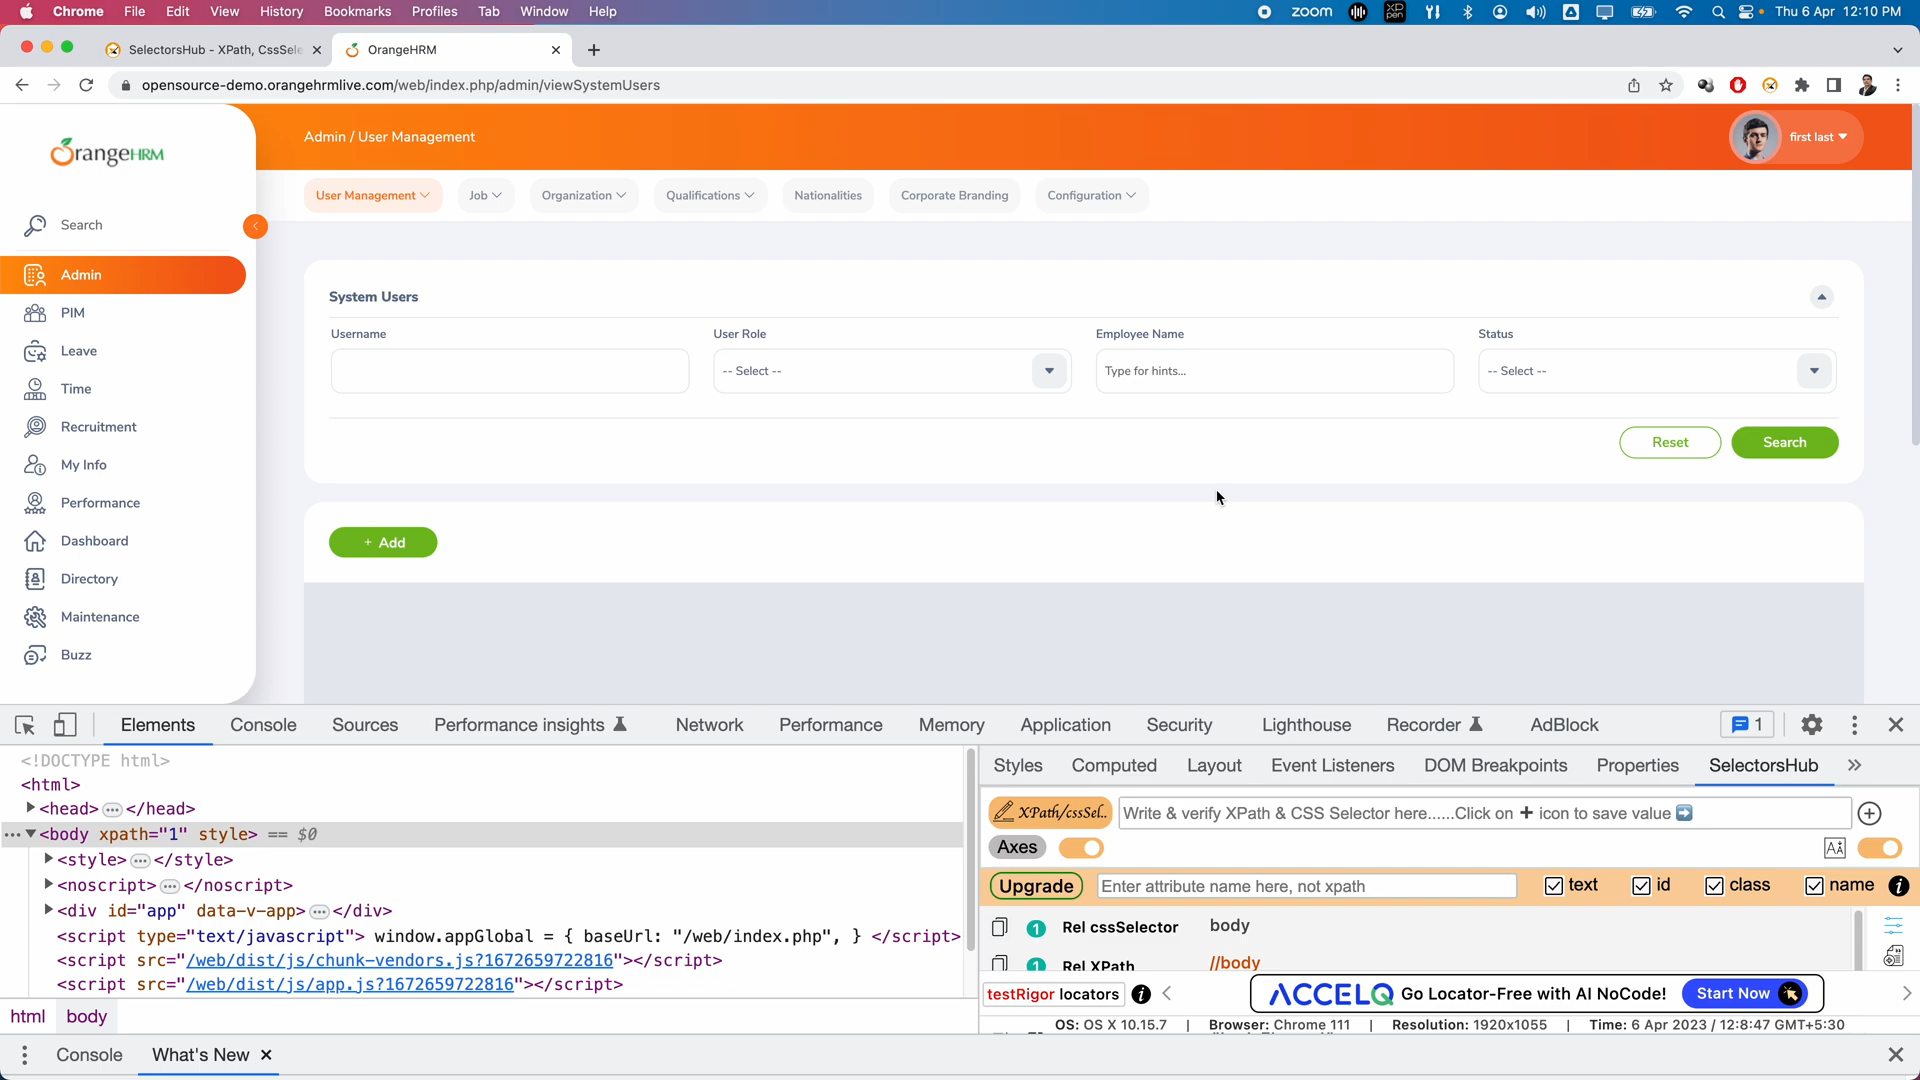 Chrome File Edit View History Bookmarks Profiles Tab Window Help zoom XP pen Thu 6 Apr 12:10 PM
SelectorsHub - XPath, CssSele OrangeHRM
opensource-demo.orangehrmlive.com/web/index.php/admin/viewSystemUsers
OrangeHRM
Admin / User Management
first last
User Management Job Organization Qualifications Nationalities Corporate Branding Configuration
Search
Admin
PIM
Leave
Time
Recruitment
My Info
Performance
Dashboard
Directory
Maintenance
Buzz
System Users
Username User Role Employee Name Status
-- Select -- Type for hints... -- Select --
Reset Search
+ Add
Elements Console Sources Performance insights Network Performance Memory Application Security Lighthouse Recorder AdBlock 1
<!DOCTYPE html>
<html>
<head> … </head>
… <body xpath="1" style> == $0
<style> … </style>
<noscript> … </noscript>
<div id="app" data-v-app> … </div>
<script type="text/javascript"> window.appGlobal = { baseUrl: "/web/index.php", } </script>
<script src="/web/dist/js/chunk-vendors.js?1672659722816"></script>
<script src="/web/dist/js/app.js?1672659722816"></script>
html body
Styles Computed Layout Event Listeners DOM Breakpoints Properties SelectorsHub »
XPath/cssSel.. Write & verify XPath & CSS Selector here......Click on + icon to save value
Axes
Upgrade Enter attribute name here, not xpath text id class name
1 Rel cssSelector body
1 Rel XPath //body
testRigor locators ACCELQ Go Locator-Free with AI NoCode! Start Now
OS: OS X 10.15.7 | Browser: Chrome 111 | Resolution: 1920x1055 | Time: 6 Apr 2023 / 12:8:47 GMT+5:30
Console What's New